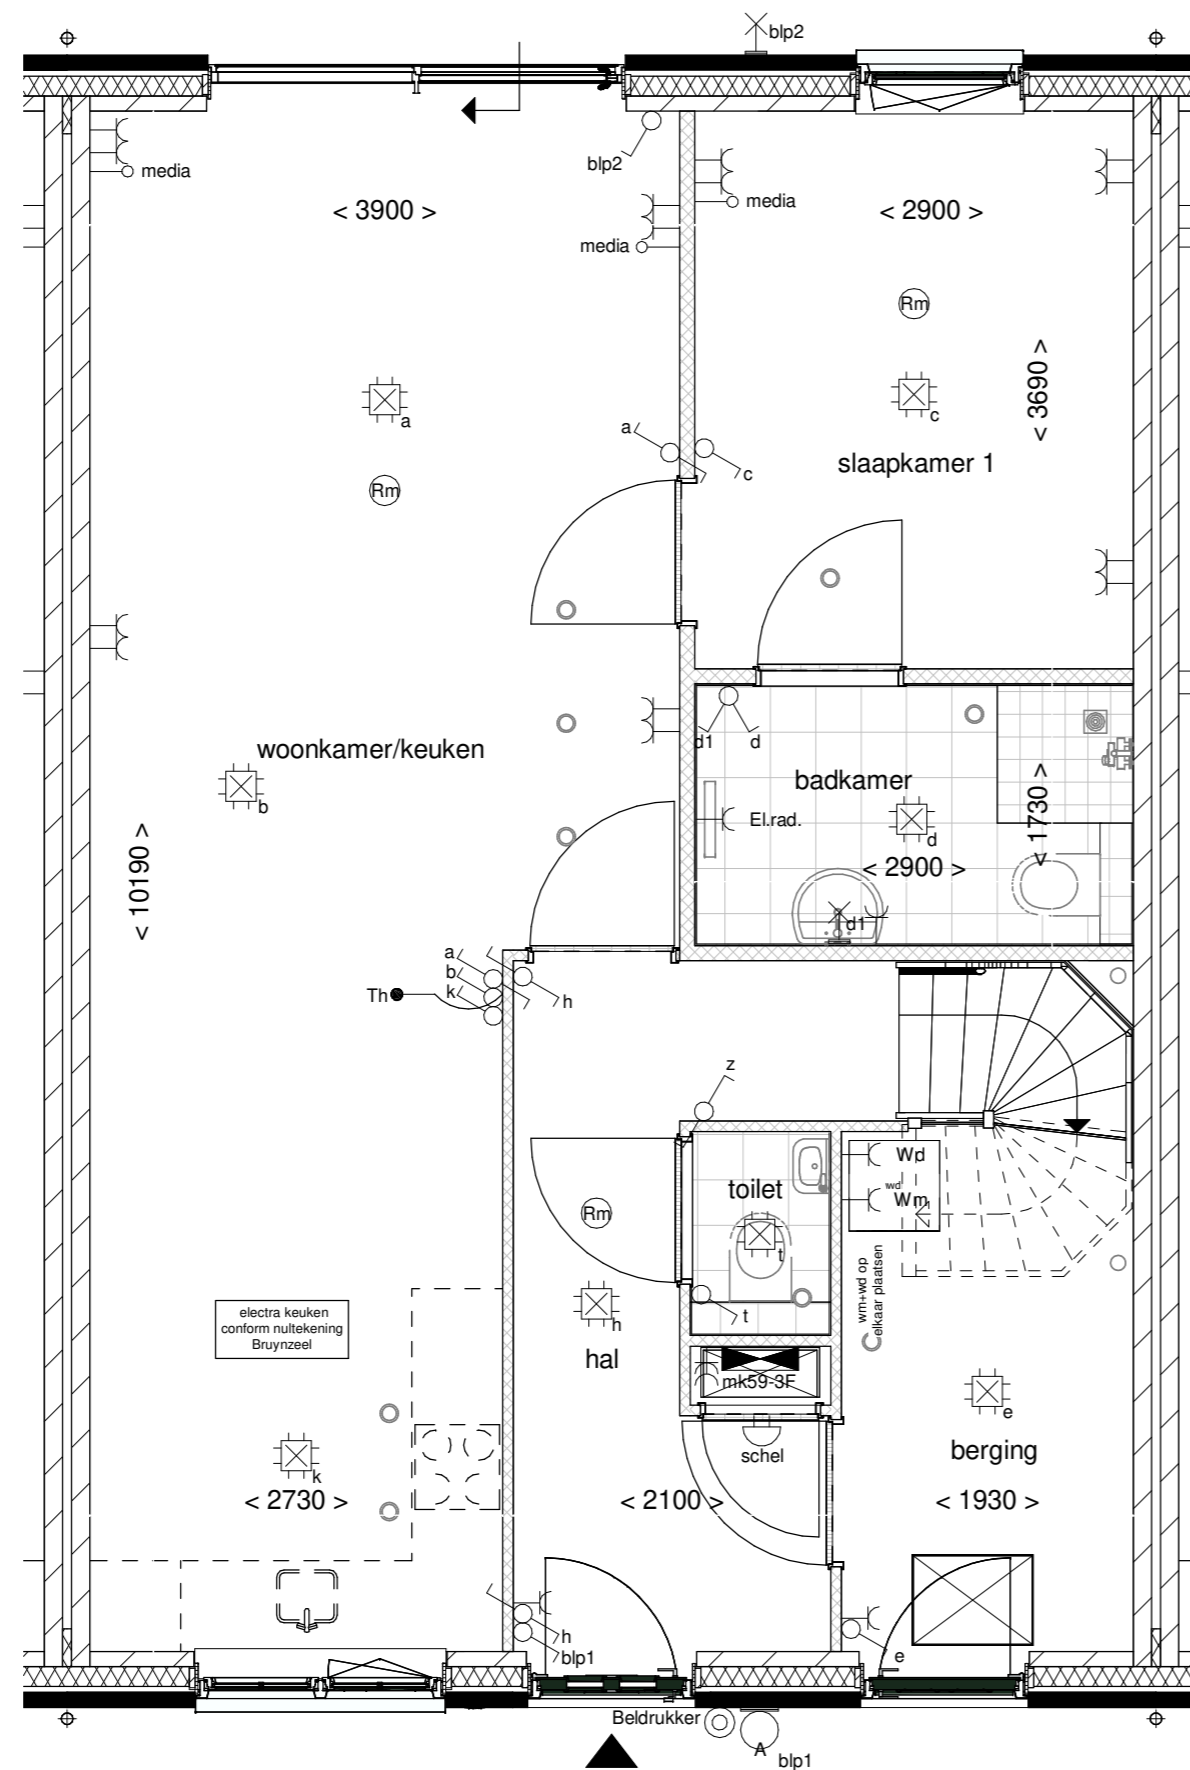 blp2
media
blp2
< 3900 >
media
media
< 2900 >
Rm
< 3690 >
a
c
a
c
slaapkamer 1
Rm
woonkamer/keuken
d1
d
b
badkamer
El.rad.
d
< 1730 >
< 2900 >
< 10190 >
d1
a
b
k
Th
h
z
Wd
wd
Wm
toilet
Rm
t
wm+wd op
elkaar plaatsen
t
h
electra keuken
conform nultekening
Bruynzeel
hal
mk59-3F
e
schel
berging
k
< 2730 >
< 2100 >
< 1930 >
h
blp1
e
Beldrukker
A
blp1